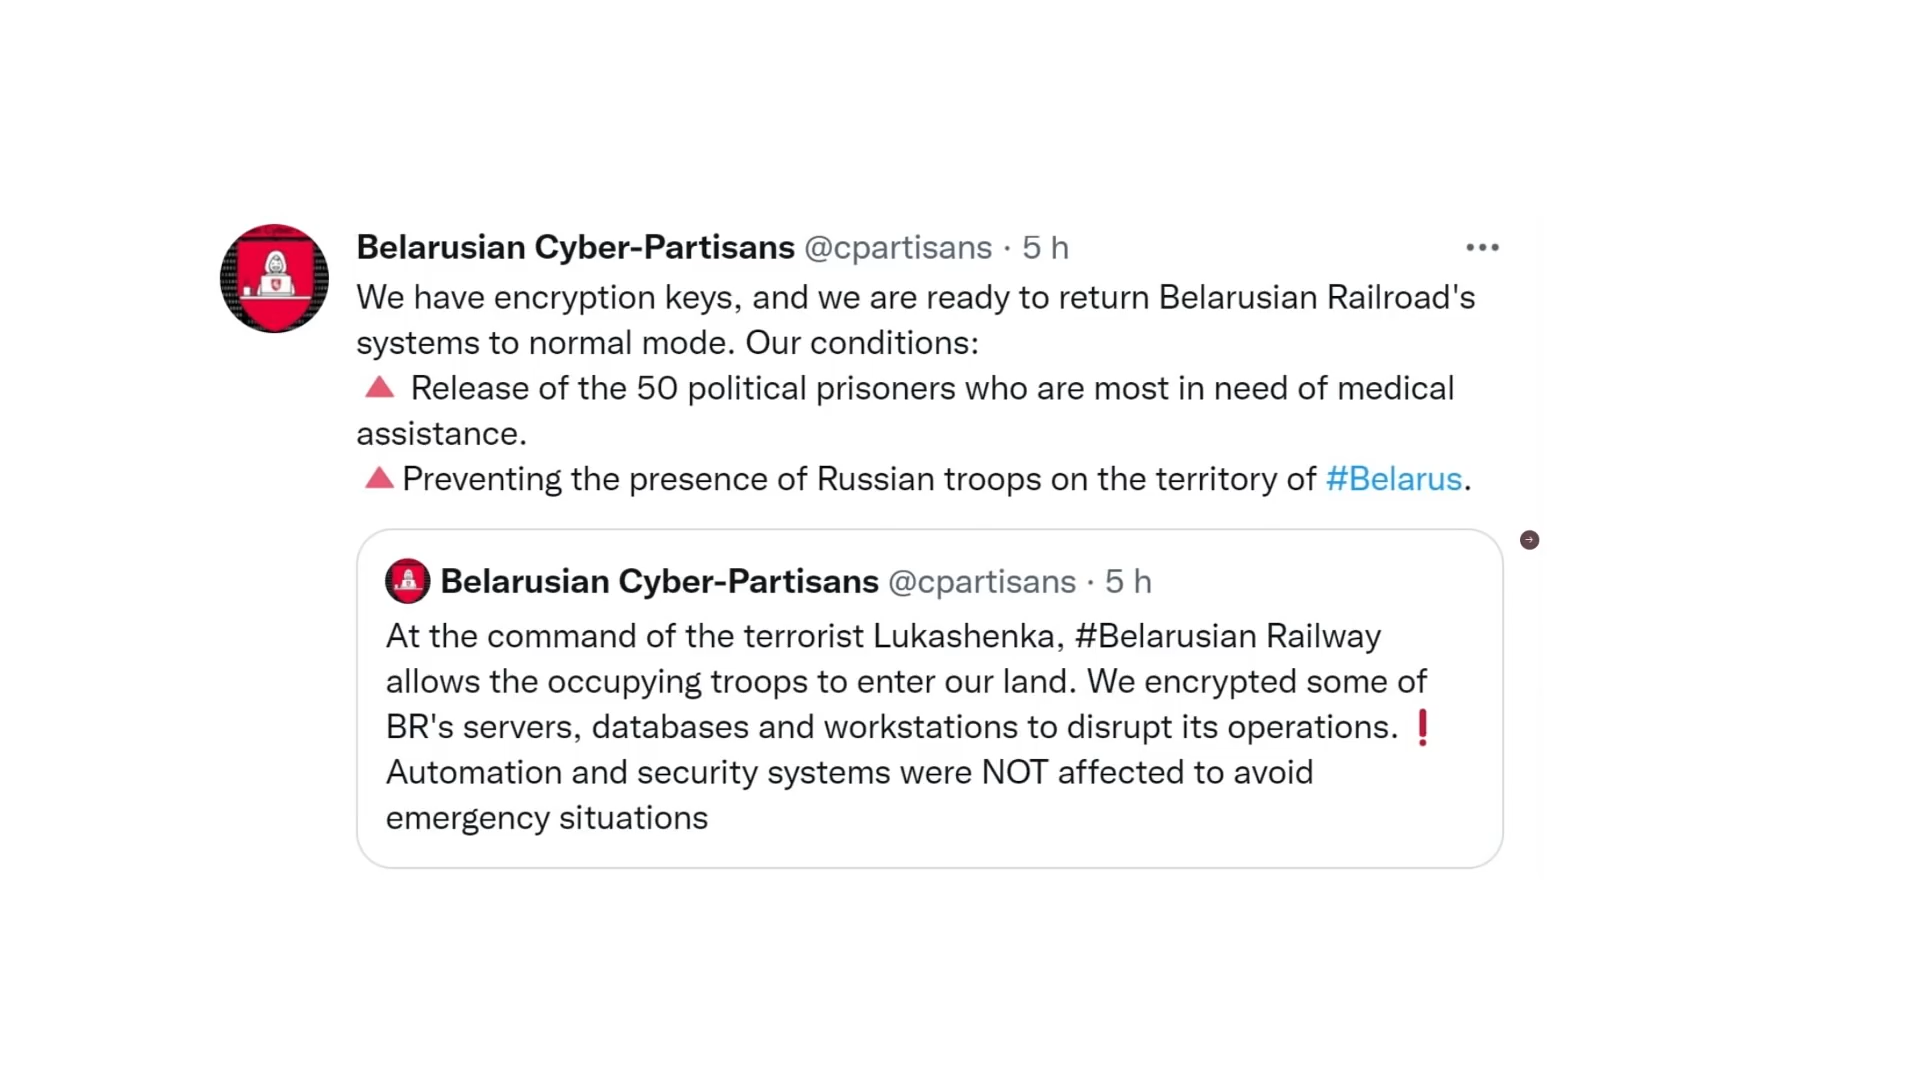 Belarusian Cyber-Partisans @cpartisans · 5 h
We have encryption keys, and we are ready to return Belarusian Railroad's
systems to normal mode. Our conditions:
🔺 Release of the 50 political prisoners who are most in need of medical
assistance.
🔺Preventing the presence of Russian troops on the territory of #Belarus.
Belarusian Cyber-Partisans @cpartisans · 5 h
At the command of the terrorist Lukashenka, #Belarusian Railway
allows the occupying troops to enter our land. We encrypted some of
BR's servers, databases and workstations to disrupt its operations. ❗
Automation and security systems were NOT affected to avoid
emergency situations